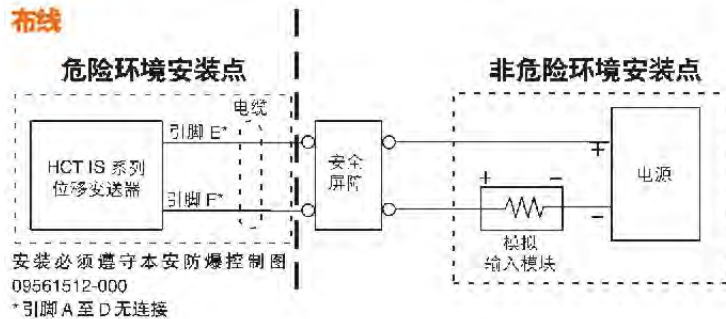 布线
危险环境安装点
非危险环境安装点
电缆
引脚 E*
HCT IS 系列
位移变送器
引脚 F*
安全
屏障
+
电源
+ −
−
模拟
输入模块
安装必须遵守本安防爆控制图
09561512-000
*引脚 A 至 D 无连接